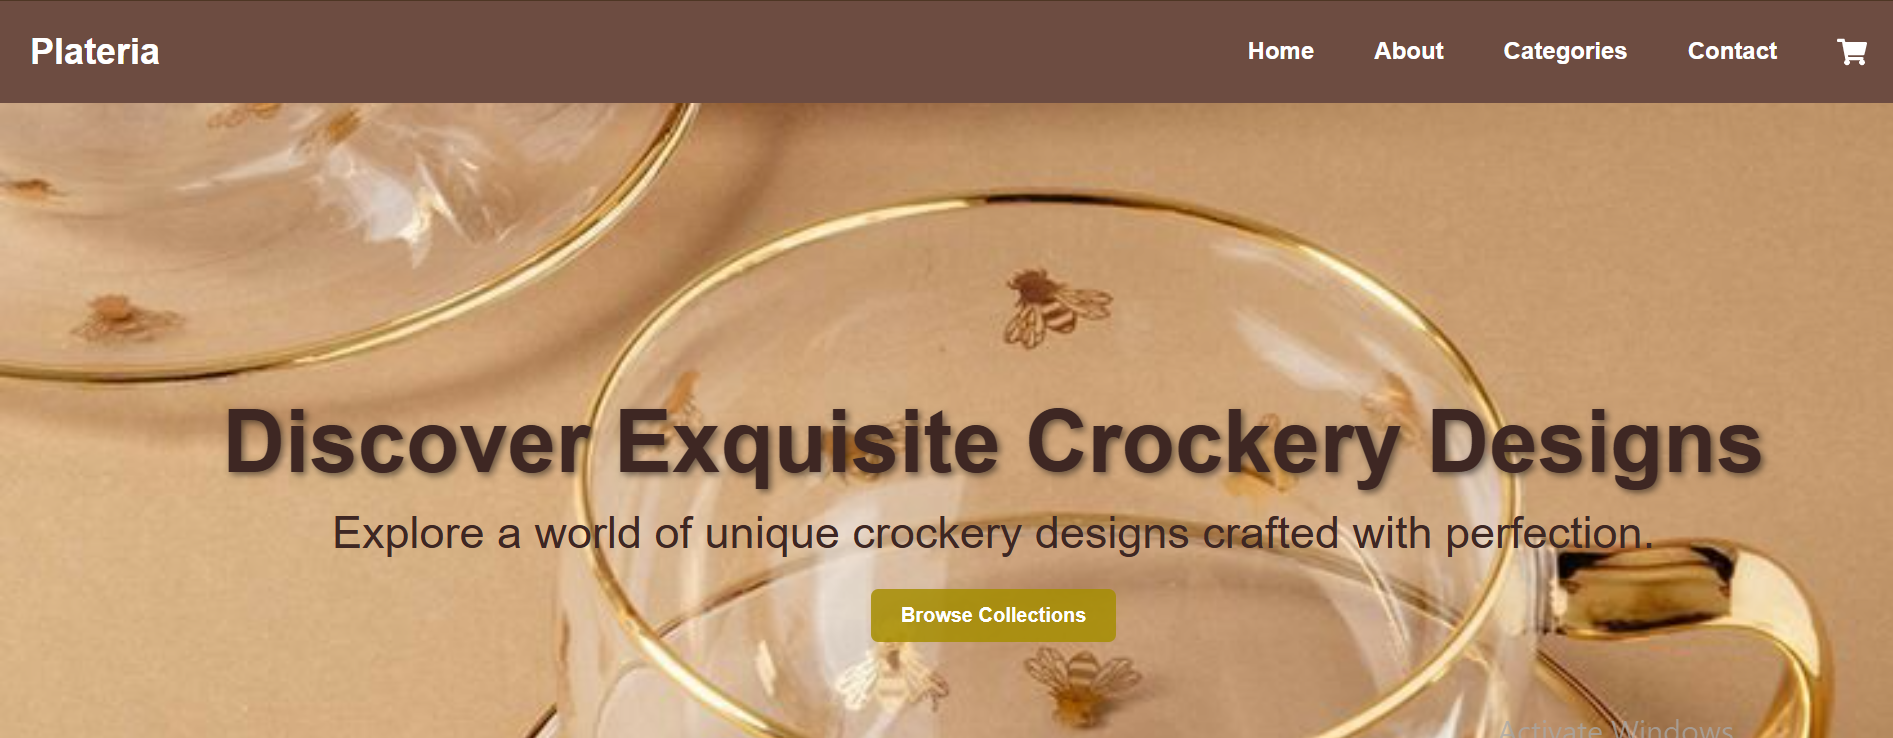 Plateria
Home About Categories Contact
Discover Exquisite Crockery Designs
Explore a world of unique crockery designs crafted with perfection.
Browse Collections
Activate Windows